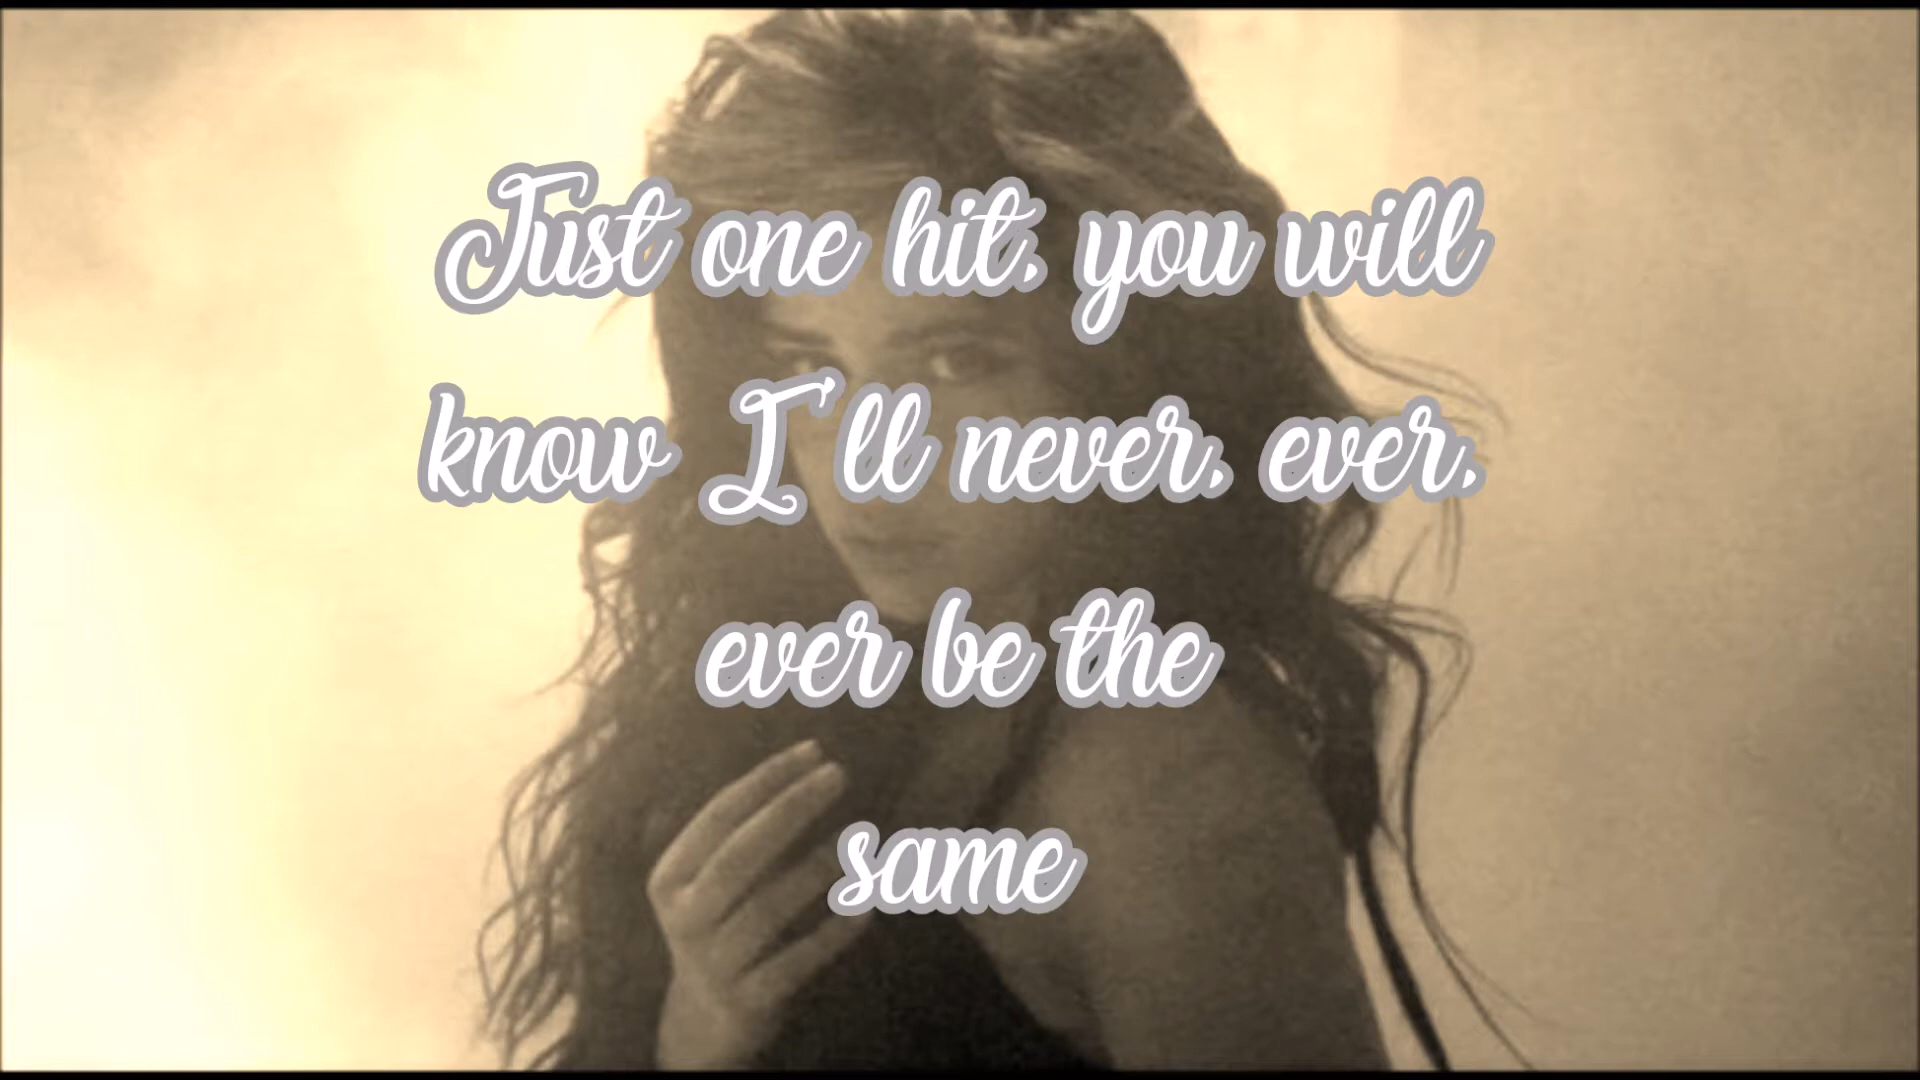 Just one hit, you will
know I'll never, ever,
ever be the
same